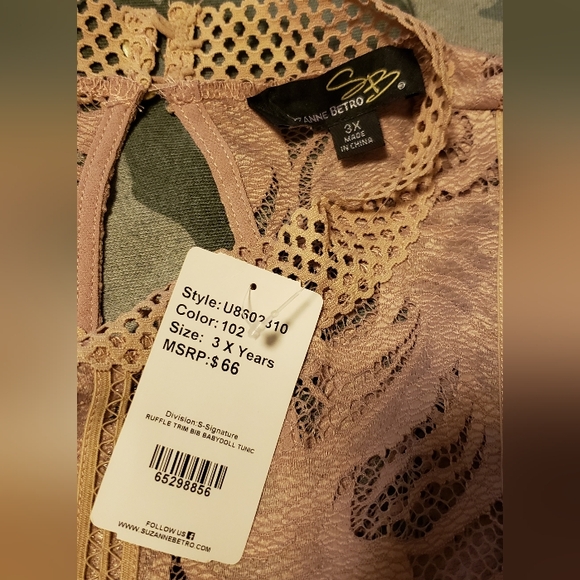 SB
SUZANNE BETRO®
3X
MADE
IN CHINA
Style:U8602310
Color:102
Size: 3 X Years
MSRP:$66
Division:S-Signature
RUFFLE TRIM BIB BABYDOLL TUNIC
65298856
FOLLOW US
WWW.SUZANNEBETRO.COM